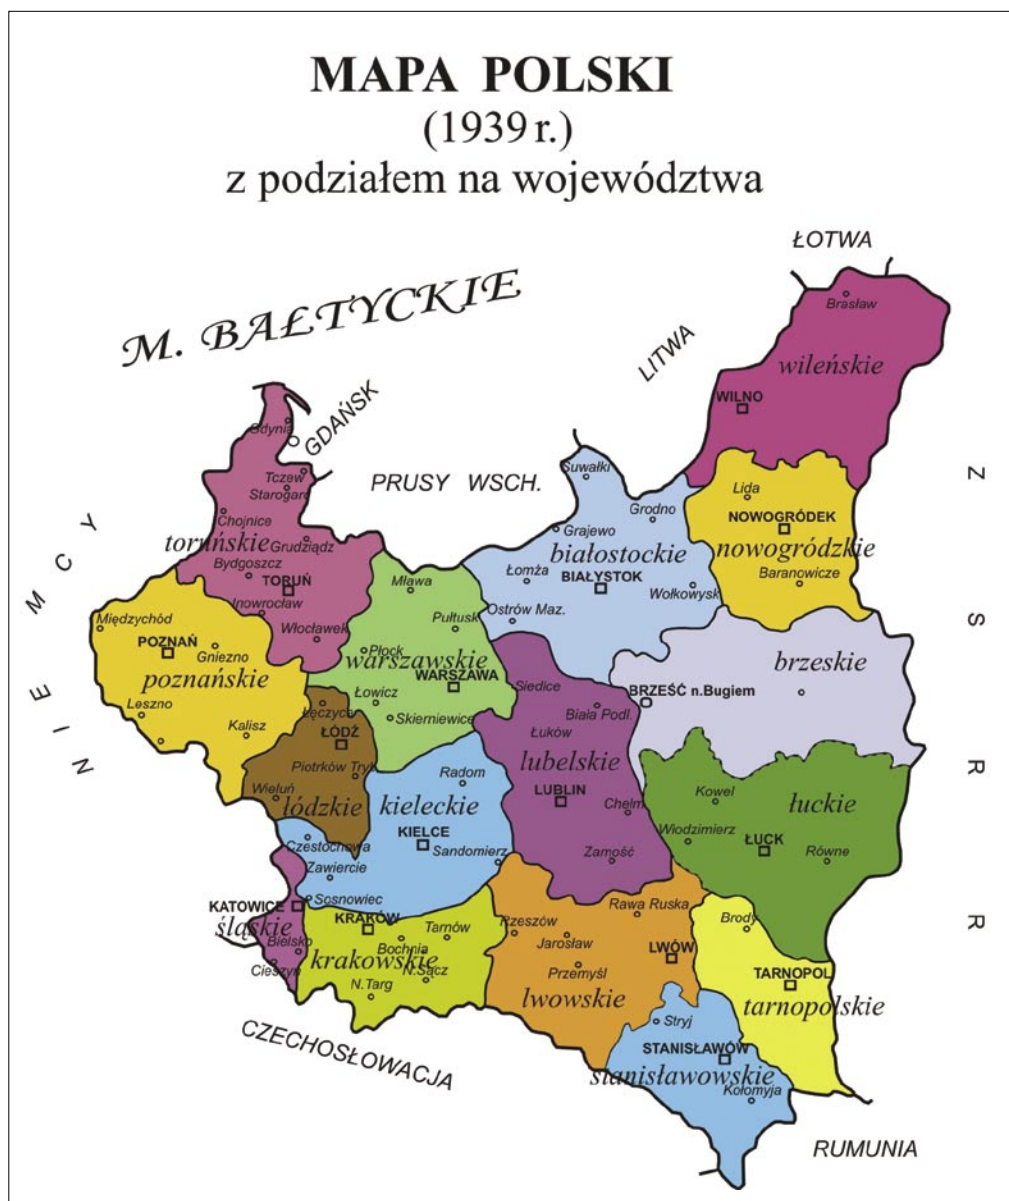 MAPA POLSKI
(1939 r.)
z podziałem na województwa
ŁOTWA
M. BAŁTYCKIE
LITWA
Brasław
wileńskie
WILNO
GDAŃSK
Gdynia
PRUSY WSCH.
Suwałki
Z S R R
NIEMCY
Tczew
Starogard
Chojnice
toruńskie
Grudziądz
Bydgoszcz
TORUŃ
Inowrocław
Włocławek
Lida
NOWOGRÓDEK
nowogródzkie
Baranowicze
Grodno
Grajewo
białostockie
Łomża
BIAŁYSTOK
Wołkowysk
Ostrów Maz.
Mława
Pułtusk
Płock
warszawskie
WARSZAWA
Łowicz
Skierniewice
Międzychód
POZNAŃ
Gniezno
poznańskie
Leszno
Kalisz
brzeskie
BRZEŚĆ n.Bugiem
Siedlce
Biała Podl.
Łuków
lubelskie
LUBLIN
Chełm
Zamość
Łęczyca
ŁÓDŹ
Piotrków Tryb
Wieluń
łódzkie
Radom
kieleckie
KIELCE
Sandomierz
Częstochowa
Zawiercie
Sosnowiec
Kowel
łuckie
Włodzimierz
ŁUCK
Równe
KATOWICE
śląskie
Bielsko
Cieszyn
KRAKÓW
Tarnów
Bochnia
krakowskie
N.Sącz
N.Targ
Rzeszów
Rawa Ruska
Jarosław
LWÓW
Przemyśl
lwowskie
Brody
TARNOPOL
tarnopolskie
Stryj
STANISŁAWÓW
stanisławowskie
Kołomyja
CZECHOSŁOWACJA
RUMUNIA